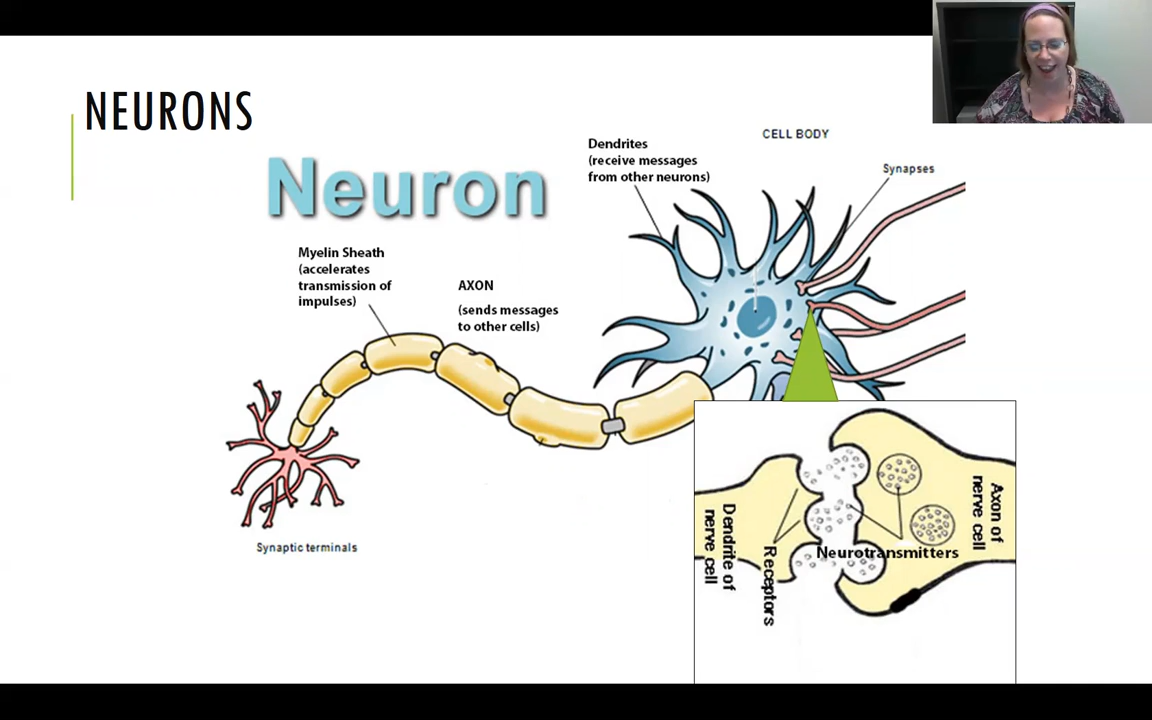 NEURONS
Neuron
CELL BODY
Dendrites
(receive messages
from other neurons)
Synapses
Myelin Sheath
(accelerates
transmission of
impulses)
AXON
(sends messages
to other cells)
Synaptic terminals
Axon of
nerve cell
Neurotransmitters
Receptors
Dendrite of
nerve cell